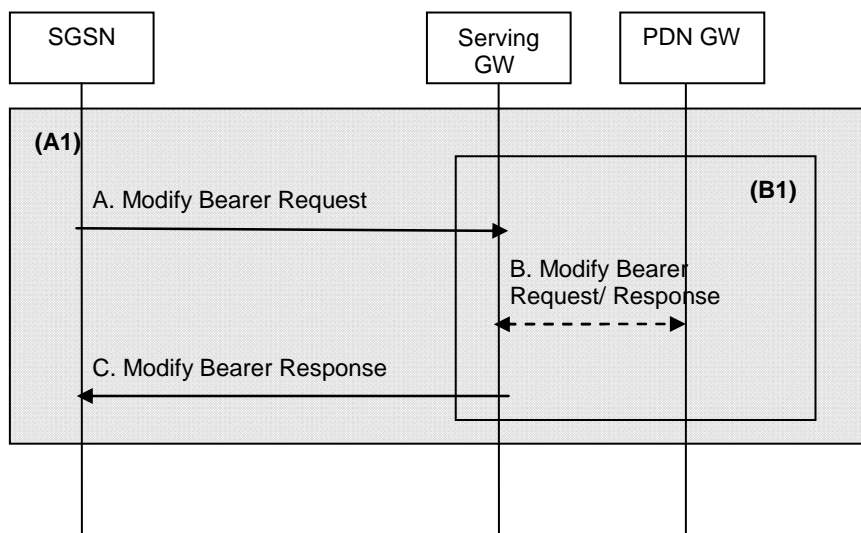 SGSN
Serving
GW
PDN GW
(A1)
(B1)
A. Modify Bearer Request
B. Modify Bearer
Request/ Response
C. Modify Bearer Response